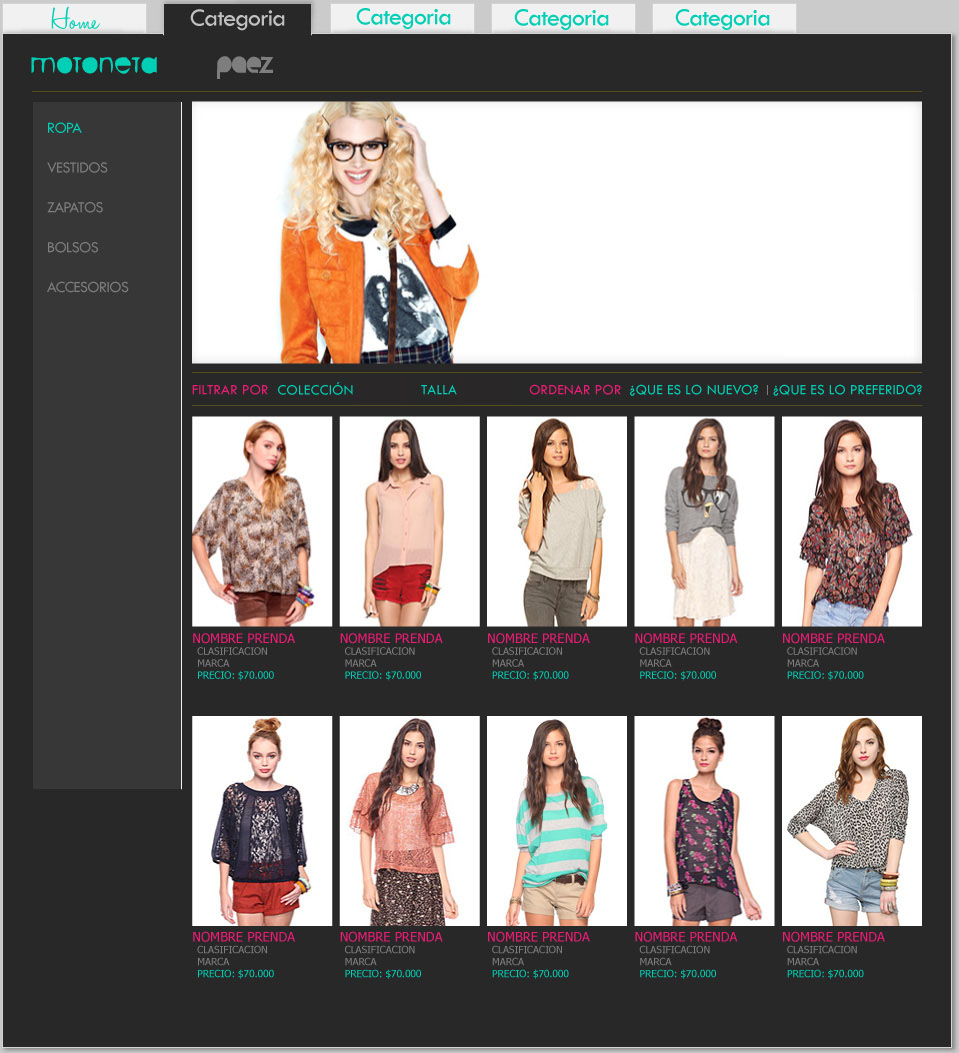 Home Categoria Categoria Categoria Categoria
motoneta paez
ROPA
VESTIDOS
ZAPATOS
BOLSOS
ACCESORIOS
FILTRAR POR COLECCIÓN TALLA ORDENAR POR ¿QUE ES LO NUEVO? | ¿QUE ES LO PREFERIDO?
NOMBRE PRENDA NOMBRE PRENDA NOMBRE PRENDA NOMBRE PRENDA NOMBRE PRENDA
CLASIFICACION CLASIFICACION CLASIFICACION CLASIFICACION CLASIFICACION
MARCA MARCA MARCA MARCA MARCA
PRECIO: $70.000 PRECIO: $70.000 PRECIO: $70.000 PRECIO: $70.000 PRECIO: $70.000
NOMBRE PRENDA NOMBRE PRENDA NOMBRE PRENDA NOMBRE PRENDA NOMBRE PRENDA
CLASIFICACION CLASIFICACION CLASIFICACION CLASIFICACION CLASIFICACION
MARCA MARCA MARCA MARCA MARCA
PRECIO: $70.000 PRECIO: $70.000 PRECIO: $70.000 PRECIO: $70.000 PRECIO: $70.000